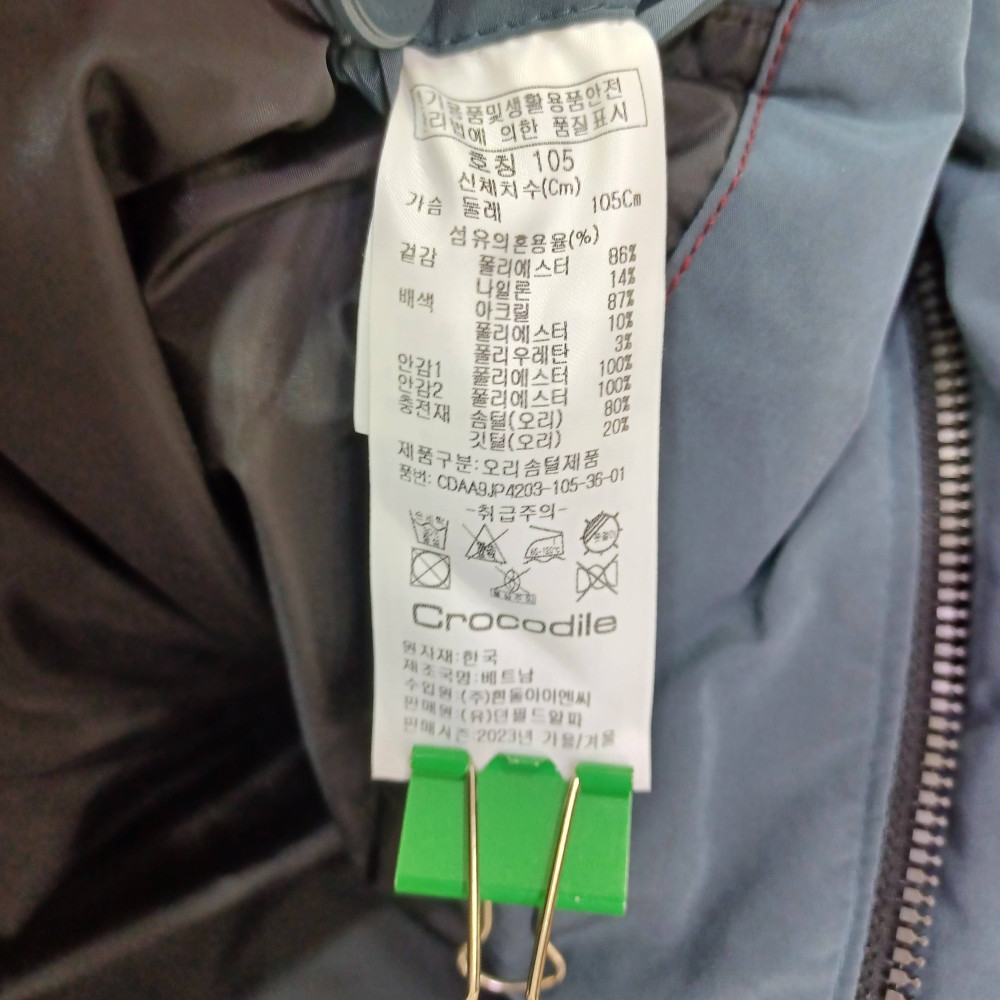 전기용품및생활용품안전
관리법에 의한 품질표시
호칭 105
신체치수(Cm)
가슴 둘레 105Cm
섬유의혼용율(%)
겉감 폴리에스터 86%
나일론 14%
배색 아크릴 87%
폴리에스터 10%
폴리우레탄 3%
안감1 폴리에스터 100%
안감2 폴리에스터 100%
충전재 솜털(오리) 80%
깃털(오리) 20%
제품구분:오리솜털제품
품번: CDAA9JP4203-105-36-01
-취급주의-
Crocodile
원자재:한국
제조국명:베트남
수입원:(주)흰돌이이엔씨
판매원:(유)던필드알파
판매시즌:2023년 가을/겨울